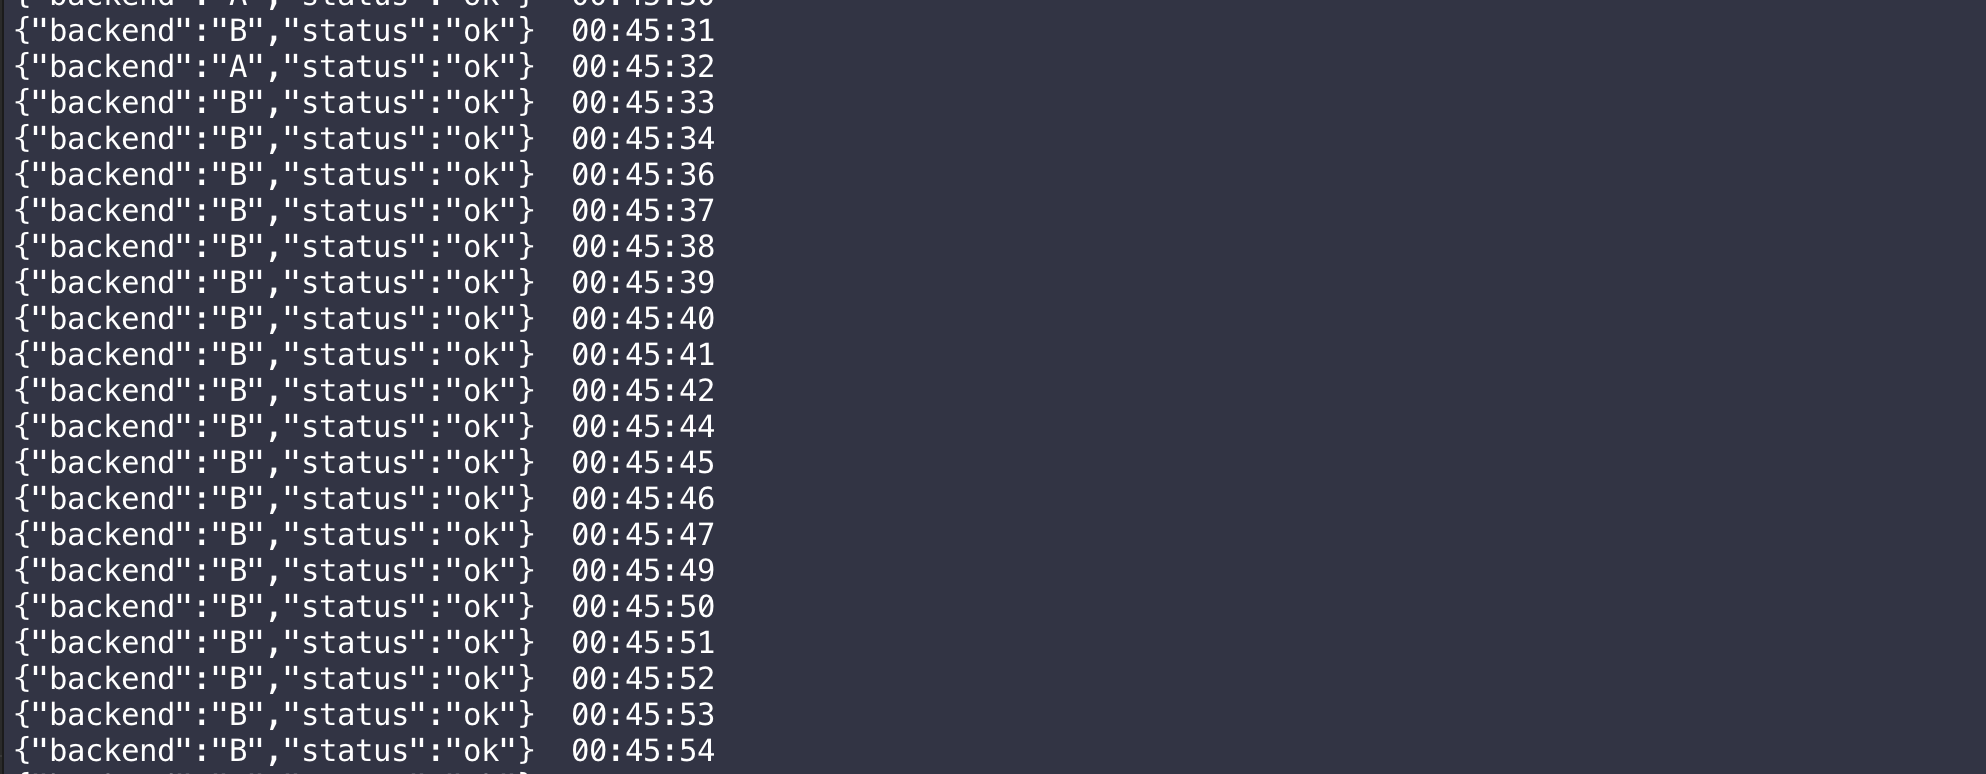 {"backend":"A","status":"ok"}  00:45:30
{"backend":"B","status":"ok"}  00:45:31
{"backend":"A","status":"ok"}  00:45:32
{"backend":"B","status":"ok"}  00:45:33
{"backend":"B","status":"ok"}  00:45:34
{"backend":"B","status":"ok"}  00:45:36
{"backend":"B","status":"ok"}  00:45:37
{"backend":"B","status":"ok"}  00:45:38
{"backend":"B","status":"ok"}  00:45:39
{"backend":"B","status":"ok"}  00:45:40
{"backend":"B","status":"ok"}  00:45:41
{"backend":"B","status":"ok"}  00:45:42
{"backend":"B","status":"ok"}  00:45:44
{"backend":"B","status":"ok"}  00:45:45
{"backend":"B","status":"ok"}  00:45:46
{"backend":"B","status":"ok"}  00:45:47
{"backend":"B","status":"ok"}  00:45:49
{"backend":"B","status":"ok"}  00:45:50
{"backend":"B","status":"ok"}  00:45:51
{"backend":"B","status":"ok"}  00:45:52
{"backend":"B","status":"ok"}  00:45:53
{"backend":"B","status":"ok"}  00:45:54